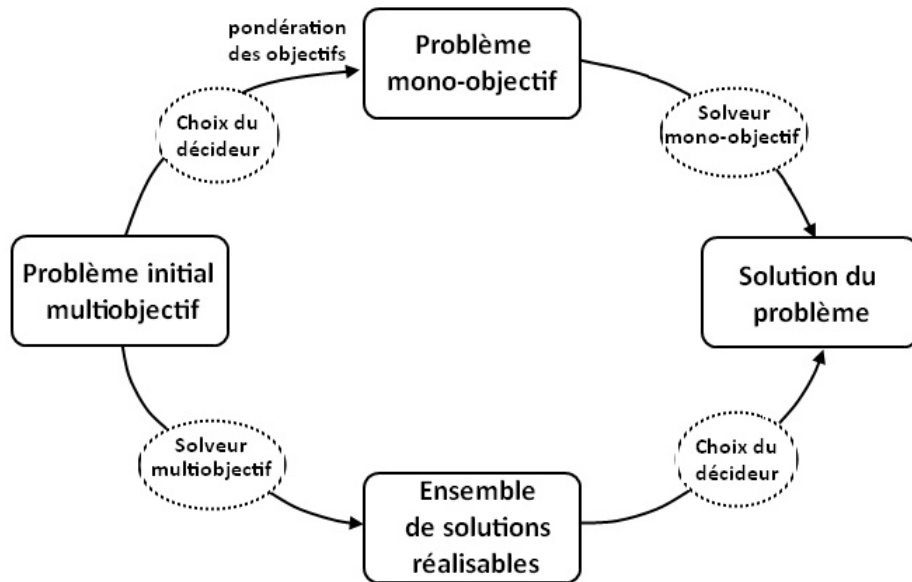 pondération
des objectifs
Problème
mono-objectif
Choix du
décideur
Solveur
mono-objectif
Problème initial
multiobjectif
Solution du
problème
Solveur
multiobjectif
Choix du
décideur
Ensemble
de solutions
réalisables